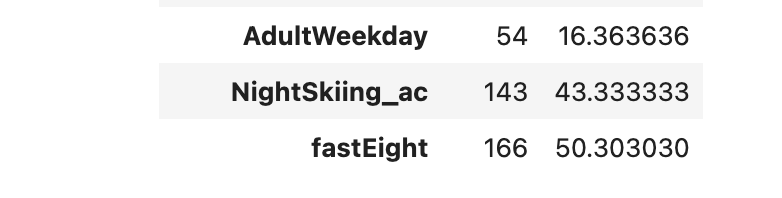 AdultWeekday 54 16.363636
NightSkiing_ac 143 43.333333
fastEight 166 50.303030